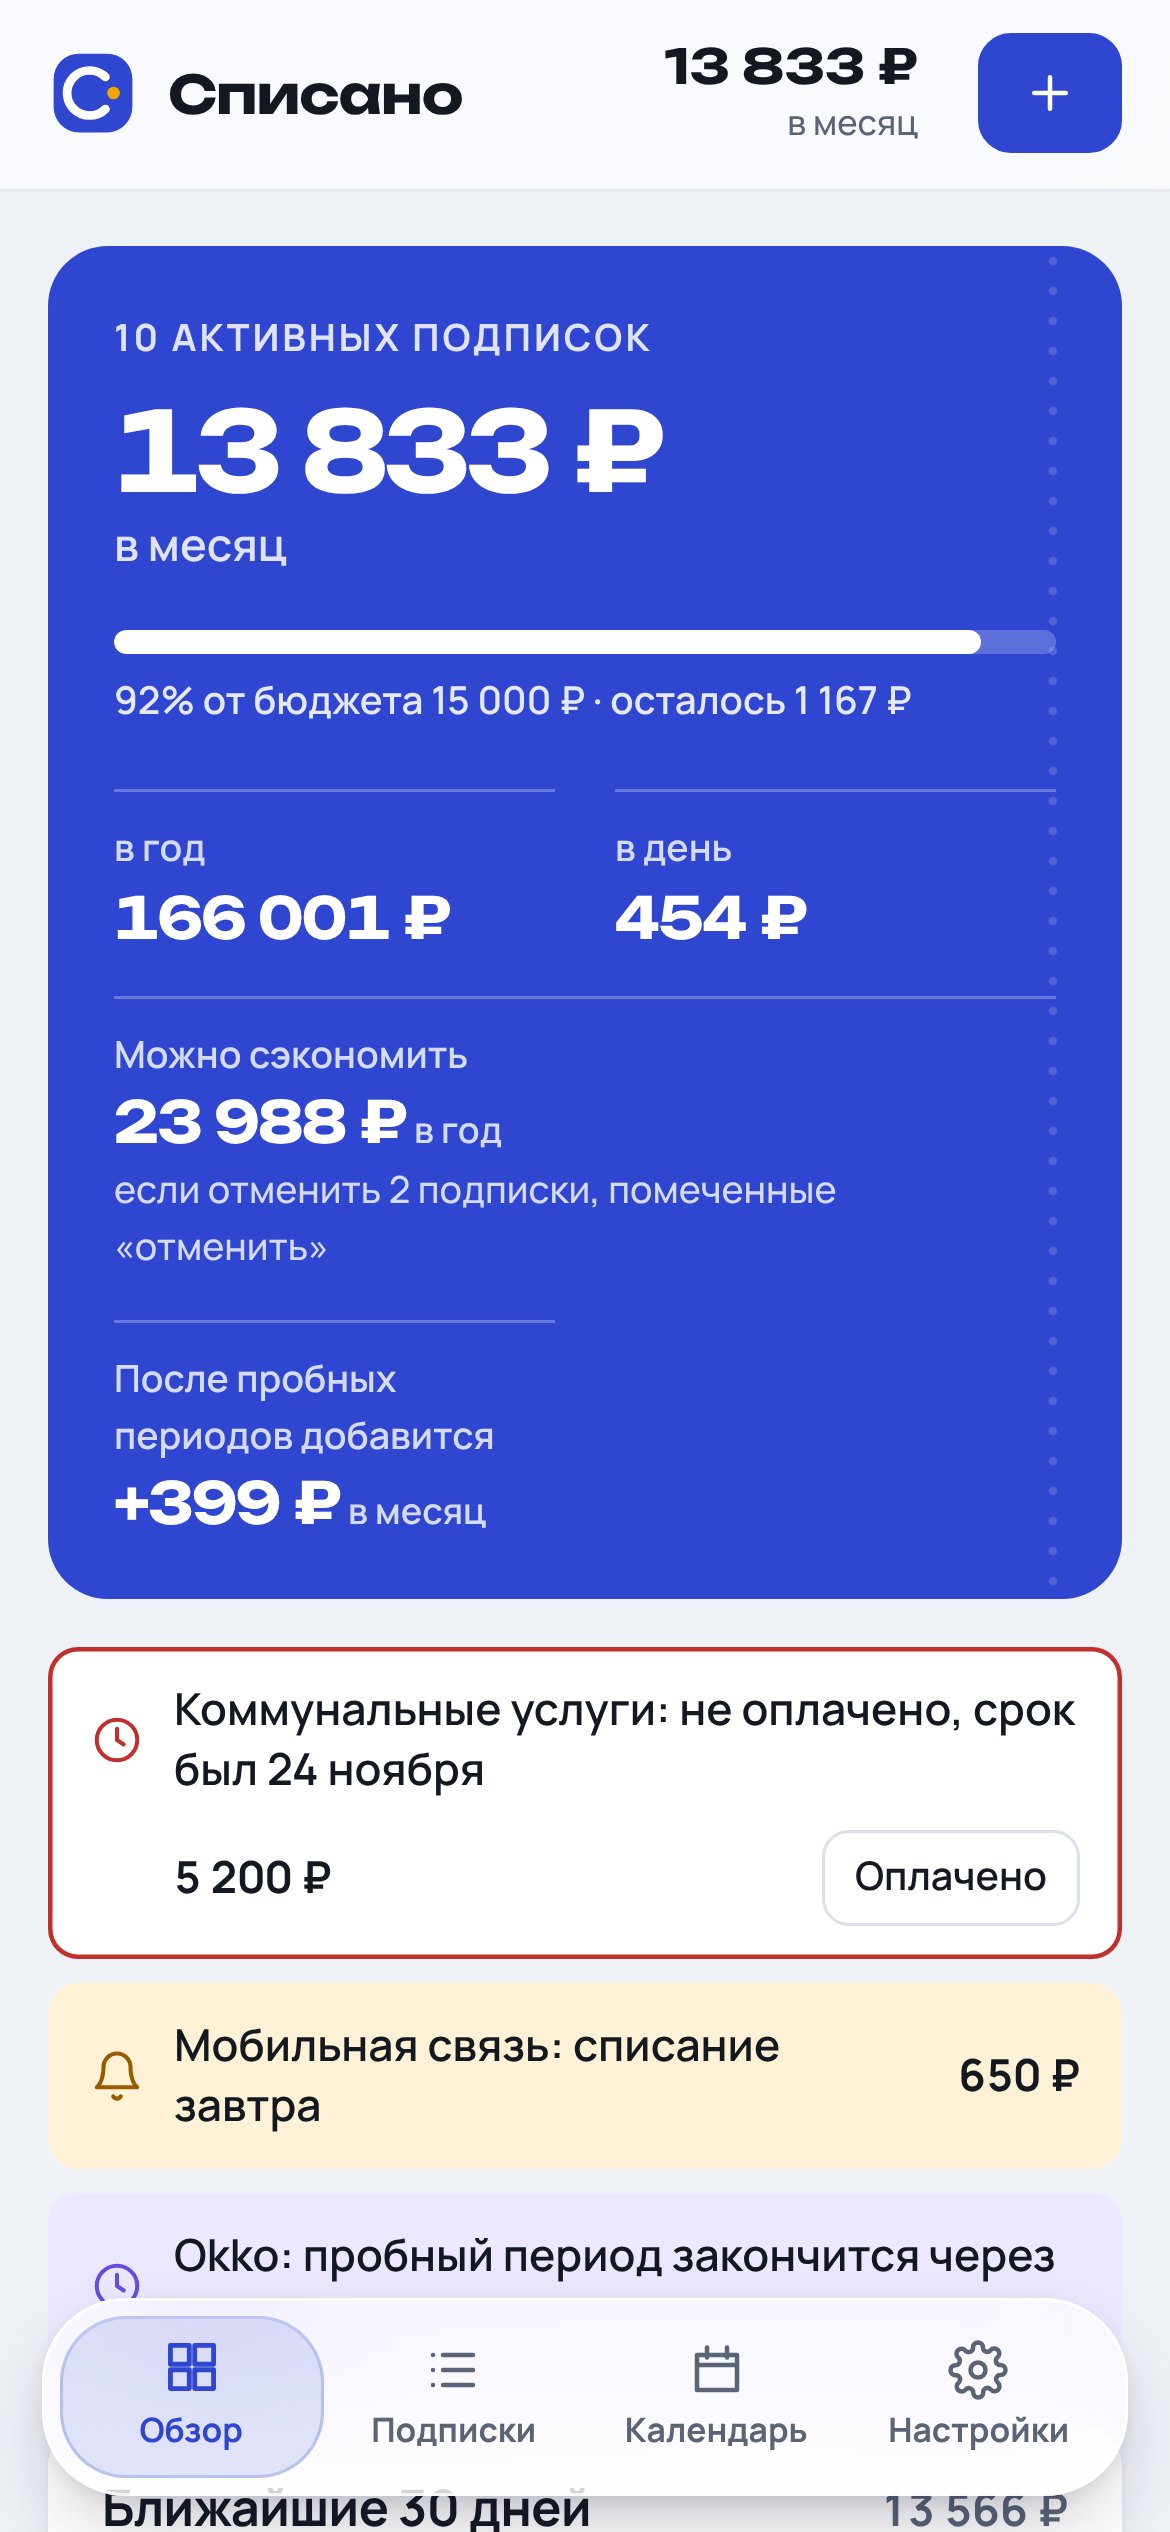 Списано
13 833 ₽
в месяц
10 АКТИВНЫХ ПОДПИСОК
13 833 ₽
в месяц
92% от бюджета 15 000 ₽ · осталось 1 167 ₽
в год
166 001 ₽
в день
454 ₽
Можно сэкономить
23 988 ₽ в год
если отменить 2 подписки, помеченные
«отменить»
После пробных
периодов добавится
+399 ₽ в месяц
Коммунальные услуги: не оплачено, срок
был 24 ноября
5 200 ₽
Оплачено
Мобильная связь: списание
завтра
650 ₽
Okko: пробный период закончится через
Обзор
Подписки
Календарь
Настройки
Ближайшие 30 дней
13 566 ₽